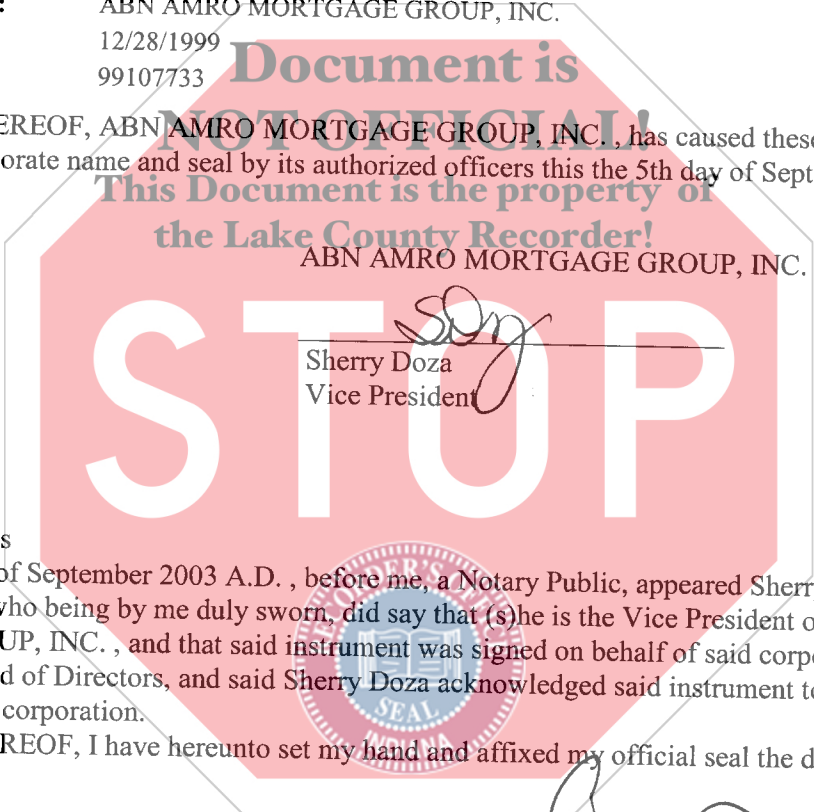 : ABN AMRO MORTGAGE GROUP, INC.
12/28/1999
99107733
Document is
NOT OFFICIAL!
EREOF, ABN AMRO MORTGAGE GROUP, INC. , has caused these
orate name and seal by its authorized officers this the 5th day of Sept
This Document is the property of
the Lake County Recorder!
ABN AMRO MORTGAGE GROUP, INC.
Sherry Doza
Vice President
STOP
s
of September 2003 A.D. , before me, a Notary Public, appeared Sherry
who being by me duly sworn, did say that (s)he is the Vice President o
UP, INC. , and that said instrument was signed on behalf of said corp
d of Directors, and said Sherry Doza acknowledged said instrument to
corporation.
REOF, I have hereunto set my hand and affixed my official seal the d
SEAL
INDIANA